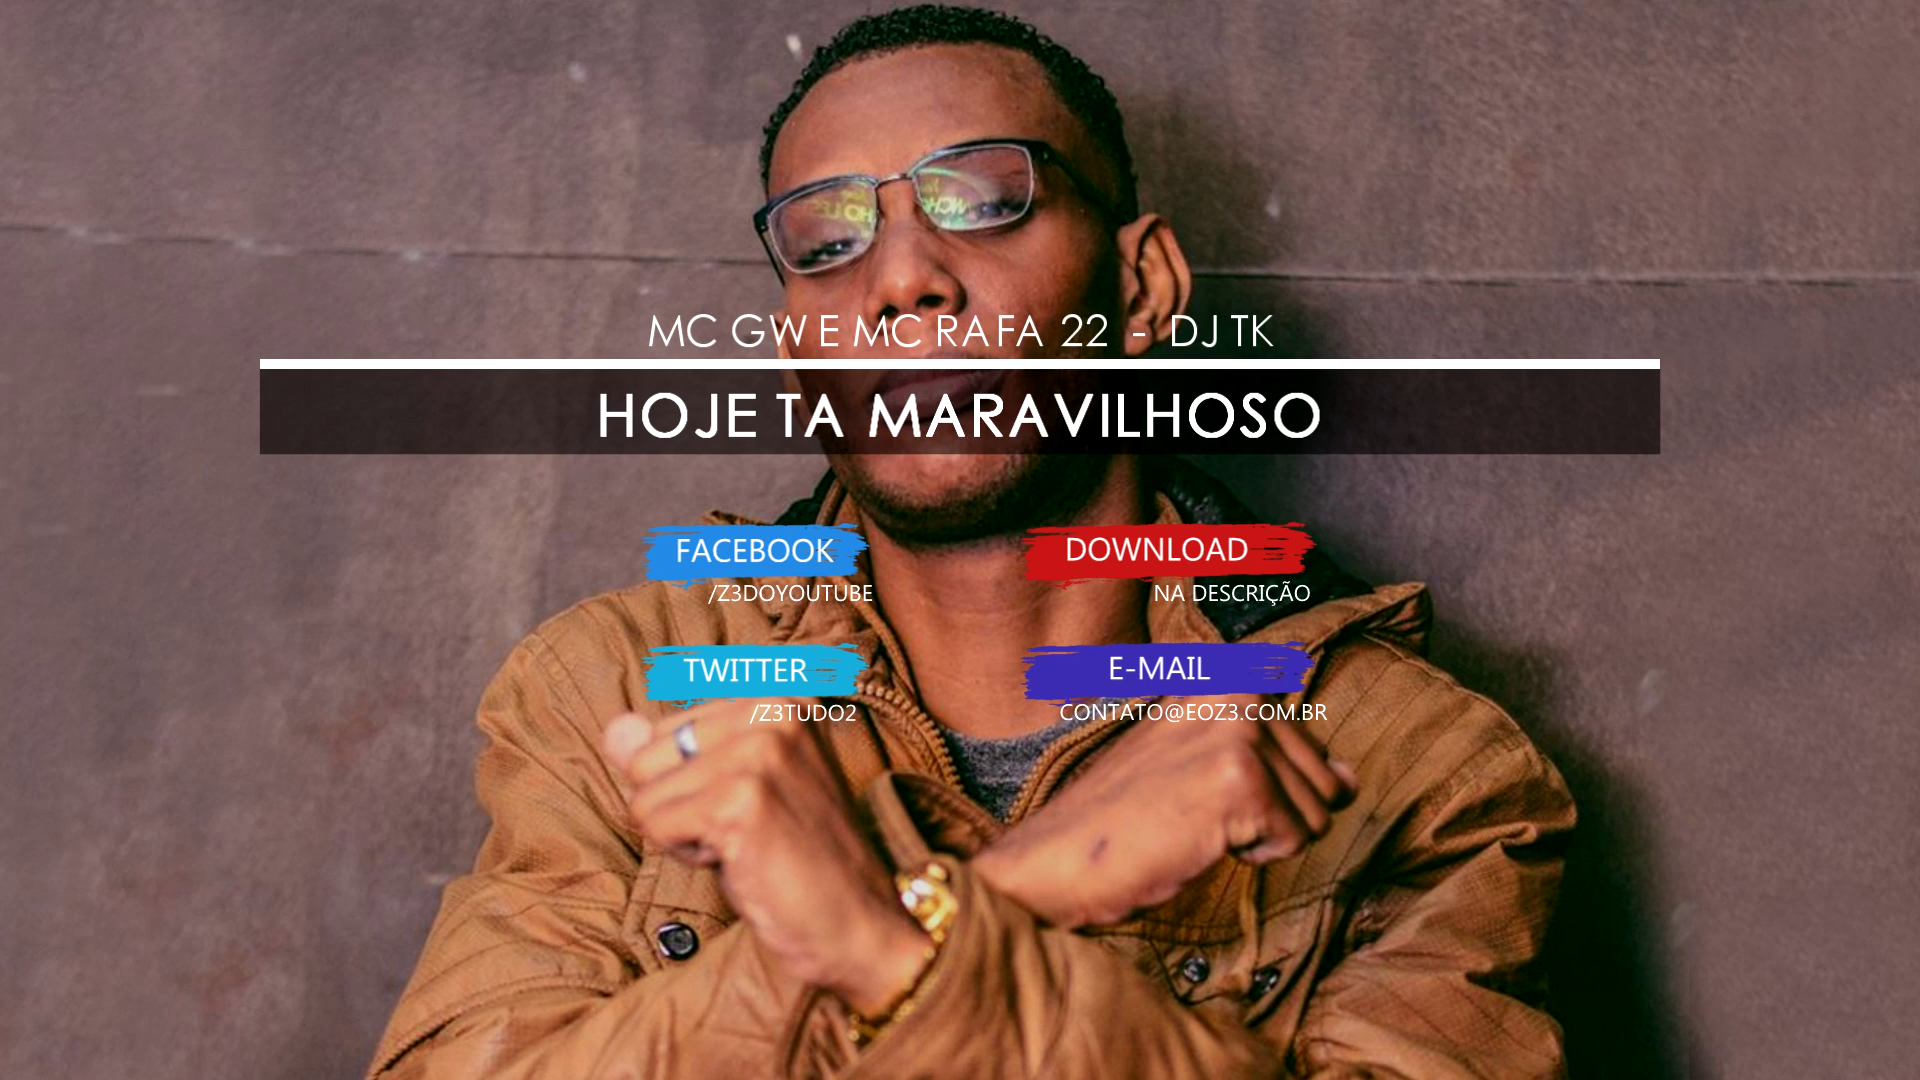 MC GW E MC RAFA 22 - DJ TK
HOJE TA MARAVILHOSO
FACEBOOK
/Z3DOYOUTUBE
DOWNLOAD
NA DESCRIÇÃO
TWITTER
/Z3TUDO2
E-MAIL
CONTATO@EOZ3.COM.BR